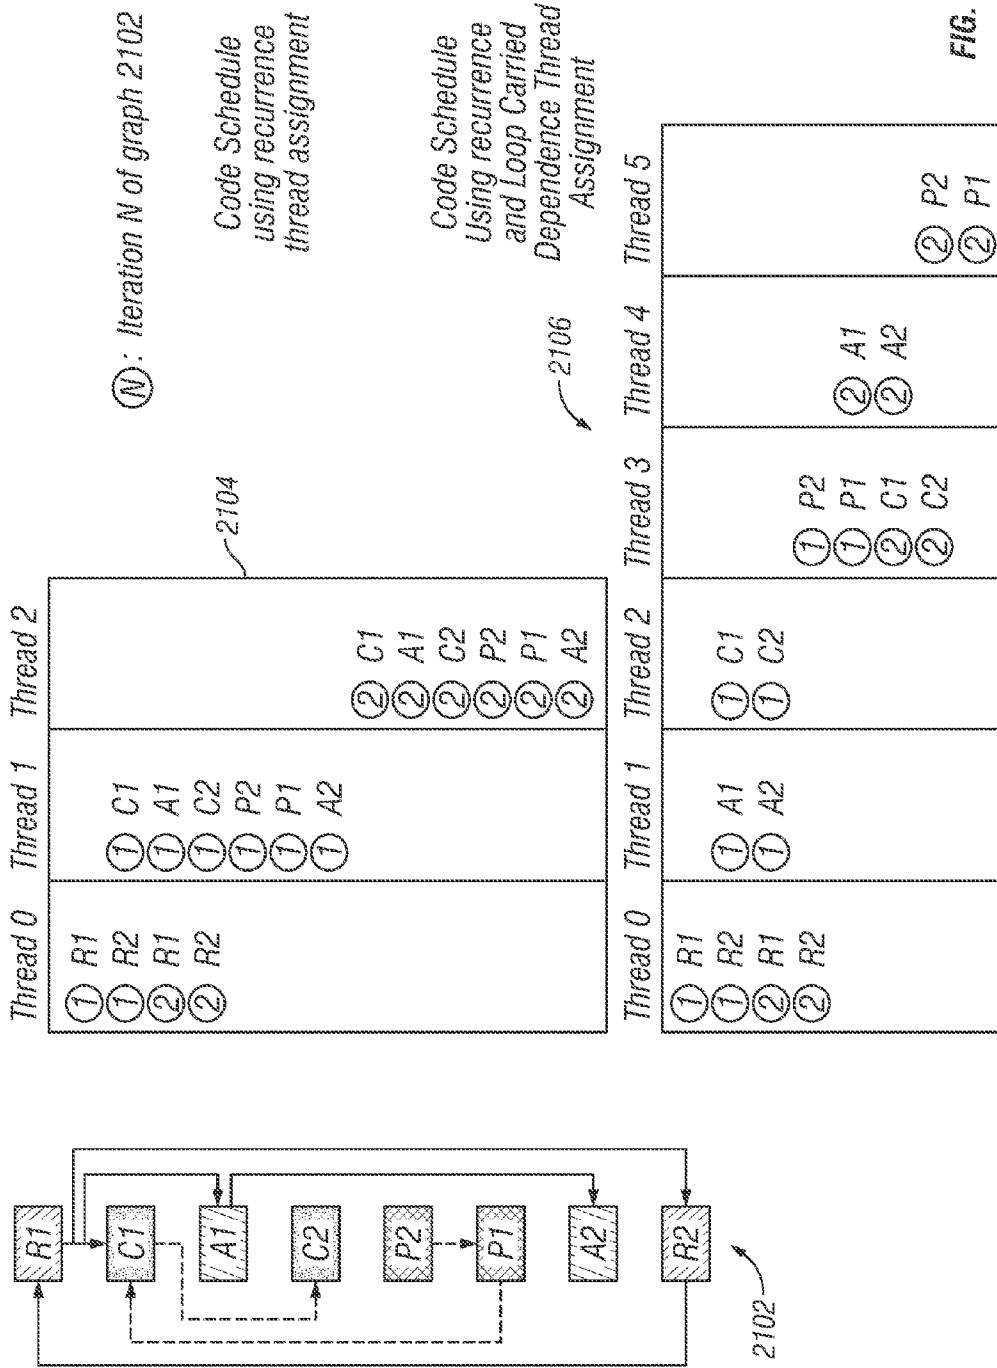 R1
C1
A1
C2
P2
P1
A2
R2
2102
Thread 0 Thread 1 Thread 2
① R1
① R2
② R1
② R2
① C1
① A1
① C2
① P2
① P1
① A2
② C1
② A1
② C2
② P2
② P1
② A2
2104
Ⓝ: Iteration N of graph 2102
Code Schedule
using recurrence
thread assignment
Thread 0 Thread 1 Thread 2 Thread 3 Thread 4 Thread 5
① R1
① R2
② R1
② R2
① A1
① A2
① C1
① C2
① P2
① P1
② C1
② C2
② A1
② A2
② P2
② P1
2106
Code Schedule
Using recurrence
and Loop Carried
Dependence Thread
Assignment
FIG.